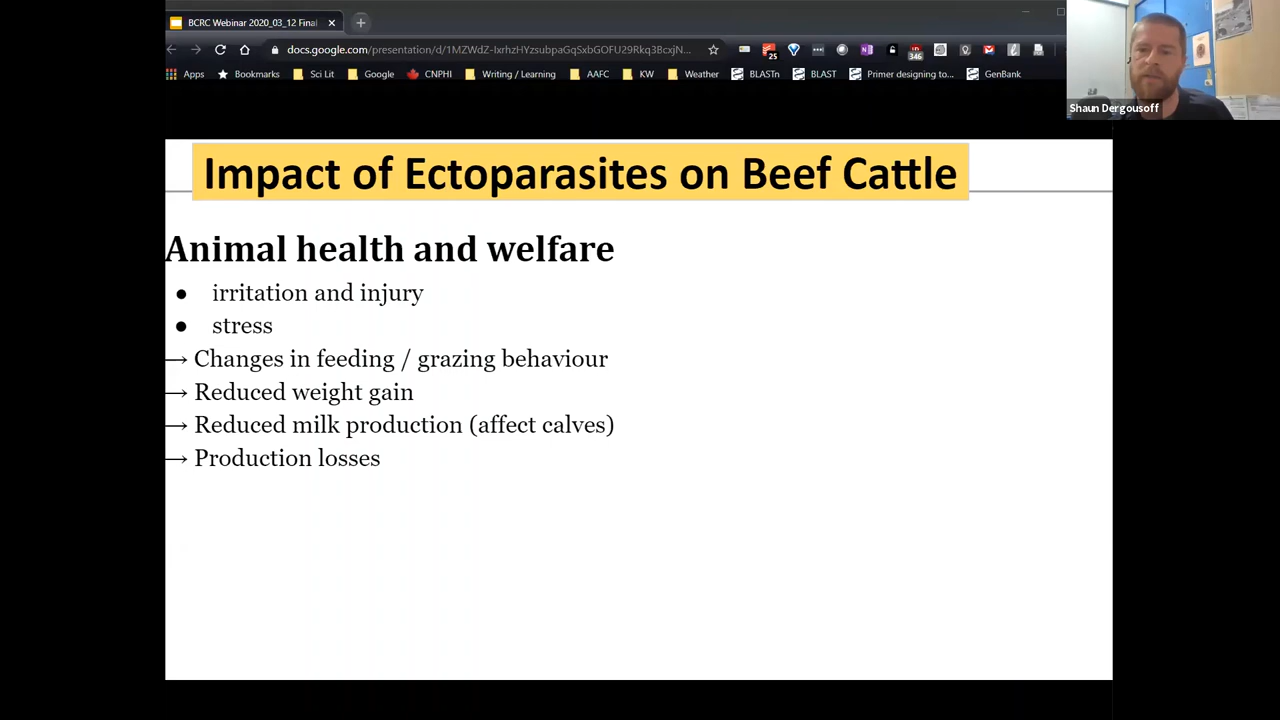 BCRC Webinar 2020_03_12 Final
docs.google.com/presentation/d/1MZWdZ-IxrhzHYzsubpaGqSxbGOFU29Rkq3BcxjN...
25
346
Apps Bookmarks Sci Lit Google CNPHI Writing / Learning AAFC KW Weather BLASTn BLAST Primer designing to... GenBank
Shaun Dergousoff
Impact of Ectoparasites on Beef Cattle
Animal health and welfare
● irritation and injury
● stress
→ Changes in feeding / grazing behaviour
→ Reduced weight gain
→ Reduced milk production (affect calves)
→ Production losses